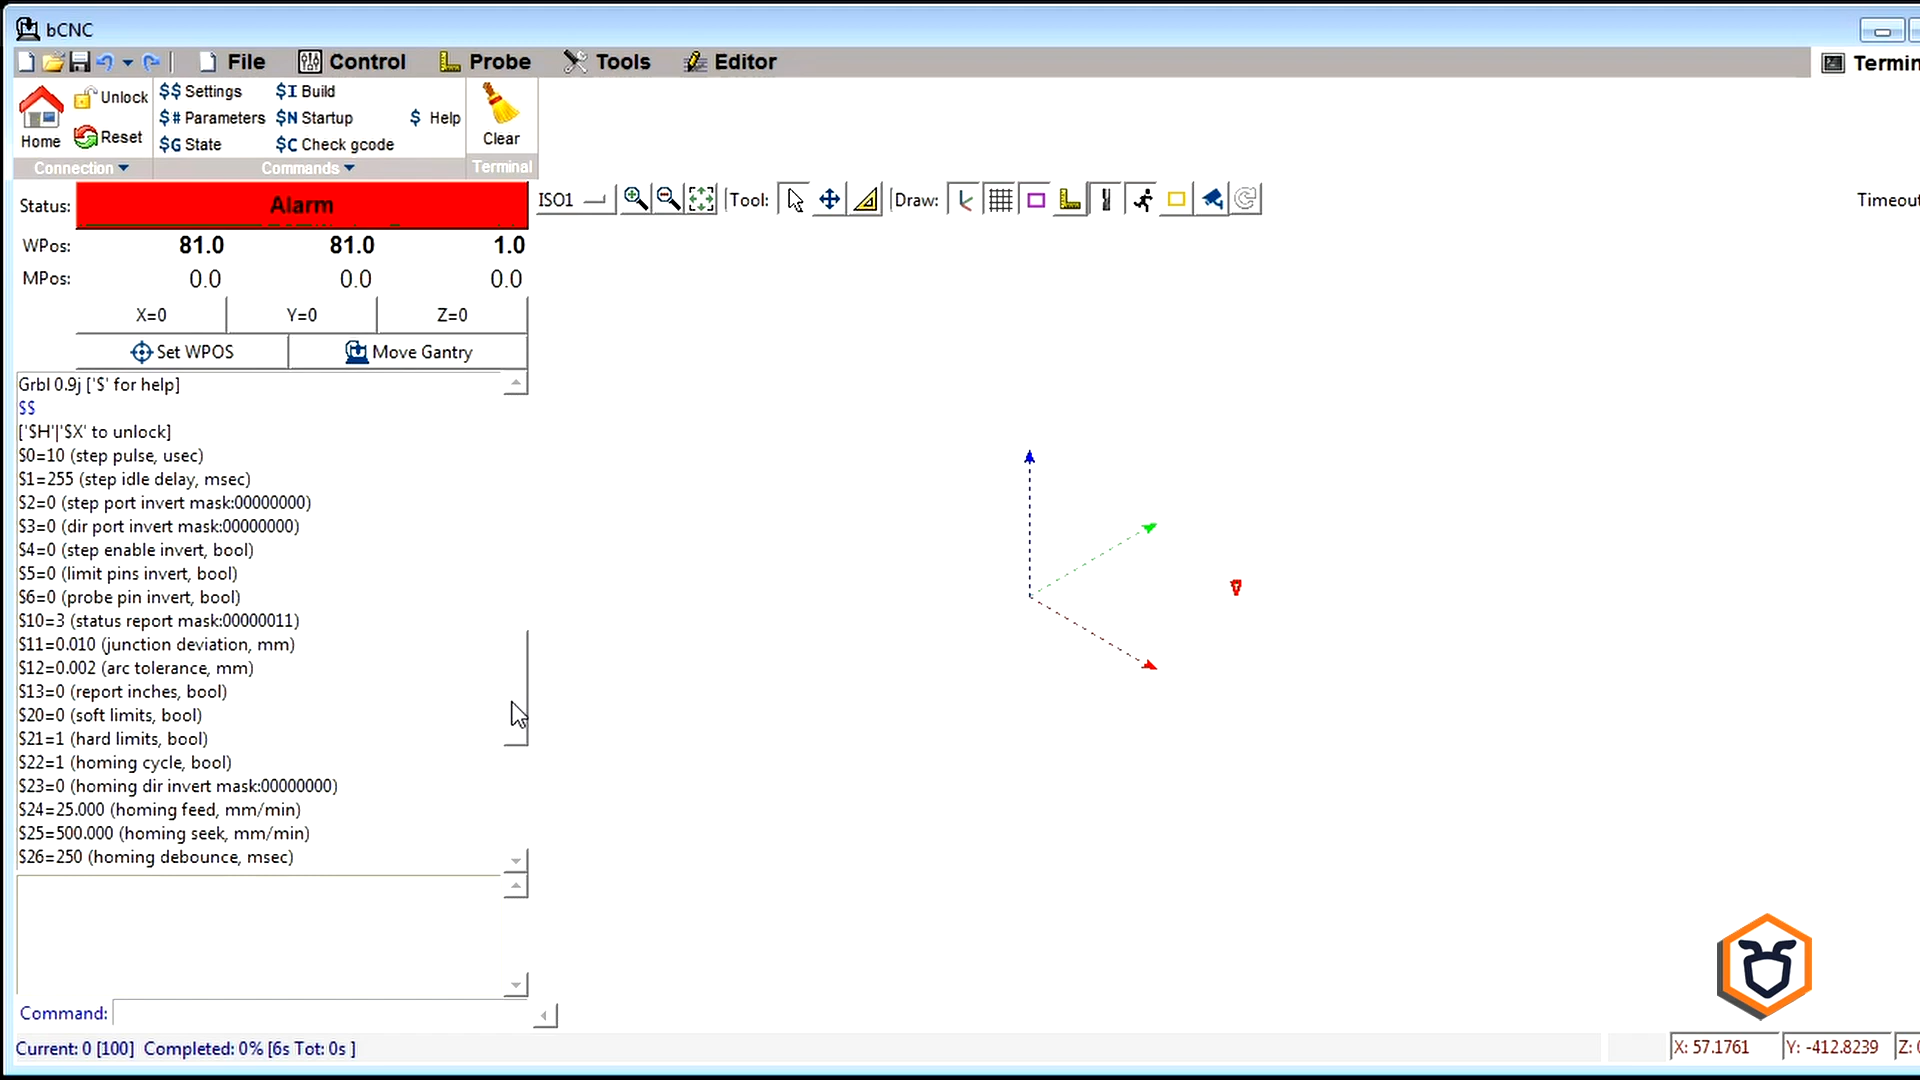 bCNC
File Control Probe Tools Editor
Home
Unlock
Reset
Connection
$$ Settings $I Build
$# Parameters $N Startup $ Help
$G State $C Check gcode
Commands
Clear
Terminal
Status: Alarm
WPos: 81.0 81.0 1.0
MPos: 0.0 0.0 0.0
X=0 Y=0 Z=0
Set WPOS Move Gantry
ISO1 Tool: Draw:
Grbl 0.9j ['$' for help]
$$
['$H'|'$X' to unlock]
$0=10 (step pulse, usec)
$1=255 (step idle delay, msec)
$2=0 (step port invert mask:00000000)
$3=0 (dir port invert mask:00000000)
$4=0 (step enable invert, bool)
$5=0 (limit pins invert, bool)
$6=0 (probe pin invert, bool)
$10=3 (status report mask:00000011)
$11=0.010 (junction deviation, mm)
$12=0.002 (arc tolerance, mm)
$13=0 (report inches, bool)
$20=0 (soft limits, bool)
$21=1 (hard limits, bool)
$22=1 (homing cycle, bool)
$23=0 (homing dir invert mask:00000000)
$24=25.000 (homing feed, mm/min)
$25=500.000 (homing seek, mm/min)
$26=250 (homing debounce, msec)
Command:
Current: 0 [100] Completed: 0% [6s Tot: 0s ]
X: 57.1761 Y: -412.8239 Z: